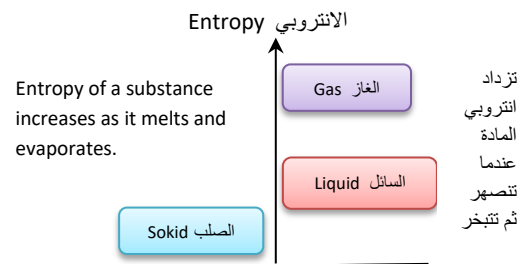 Entropy الانتروبي
Entropy of a substance
increases as it melts and
evaporates.
Gas الغاز
Liquid السائل
Sokid الصلب
تزداد
انتروبي
المادة
عندما
تنصهر
ثم تتبخر